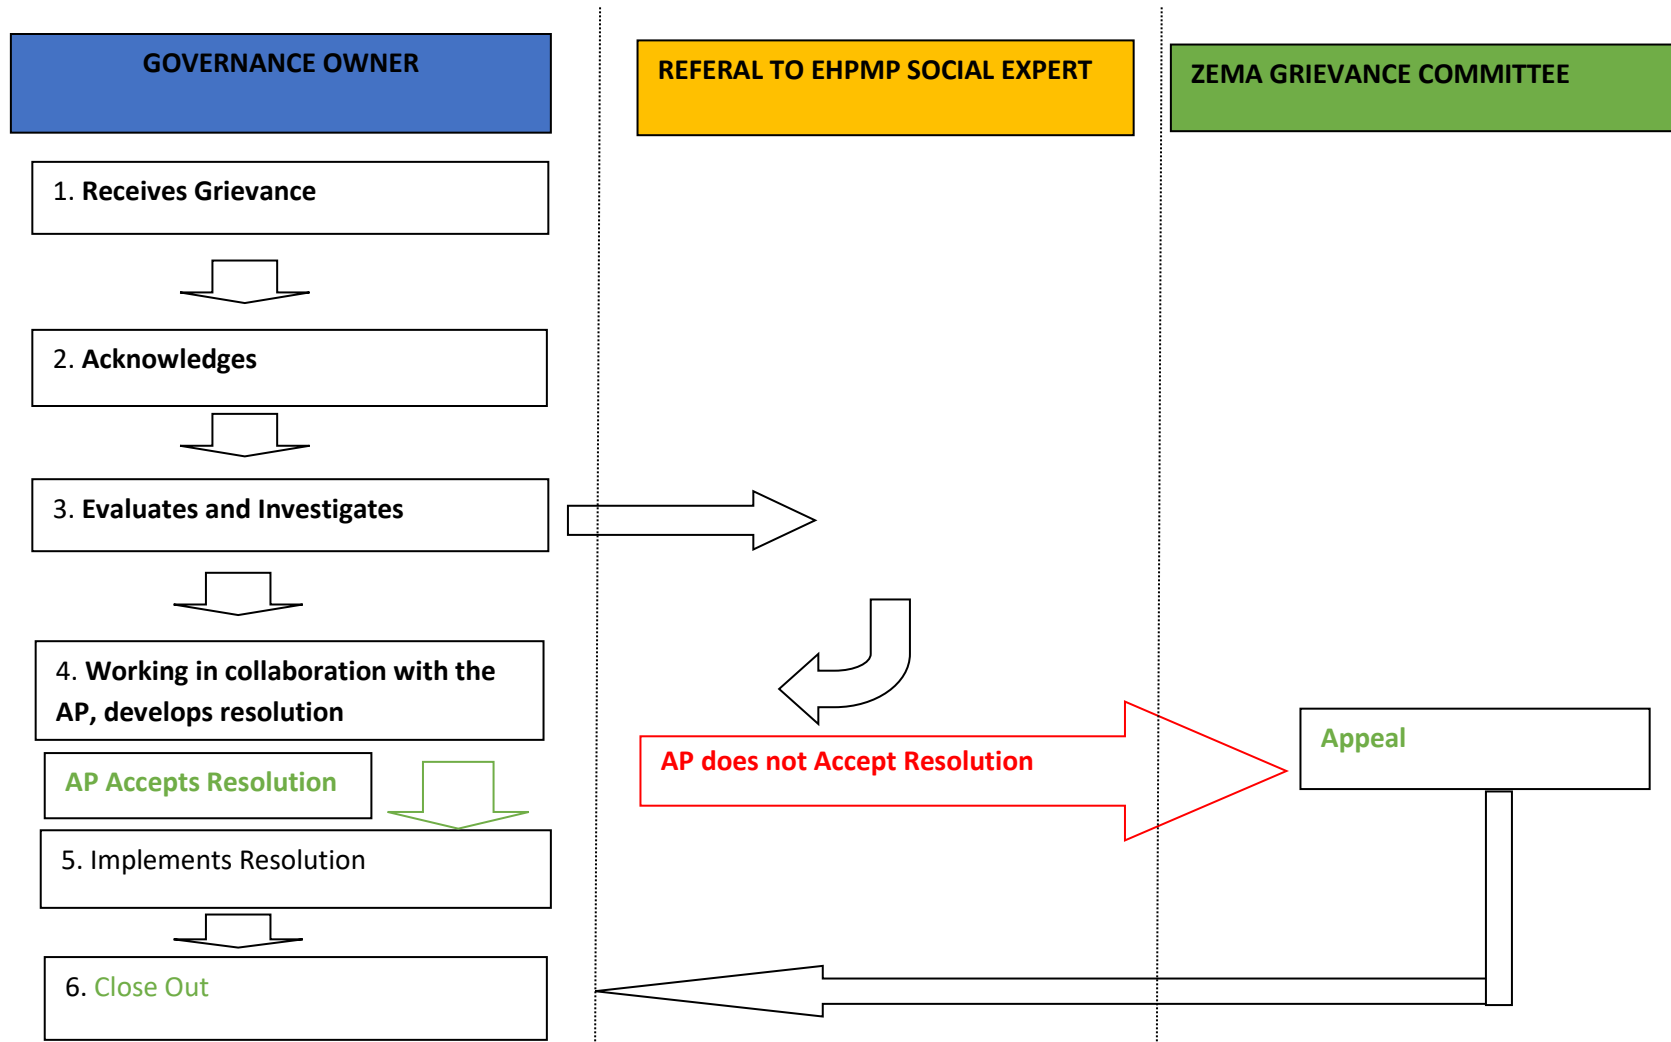 GOVERNANCE OWNER
REFERAL TO EHPMP SOCIAL EXPERT
ZEMA GRIEVANCE COMMITTEE
1. Receives Grievance
2. Acknowledges
3. Evaluates and Investigates
4. Working in collaboration with the
AP, develops resolution
AP Accepts Resolution
AP does not Accept Resolution
Appeal
5. Implements Resolution
6. Close Out